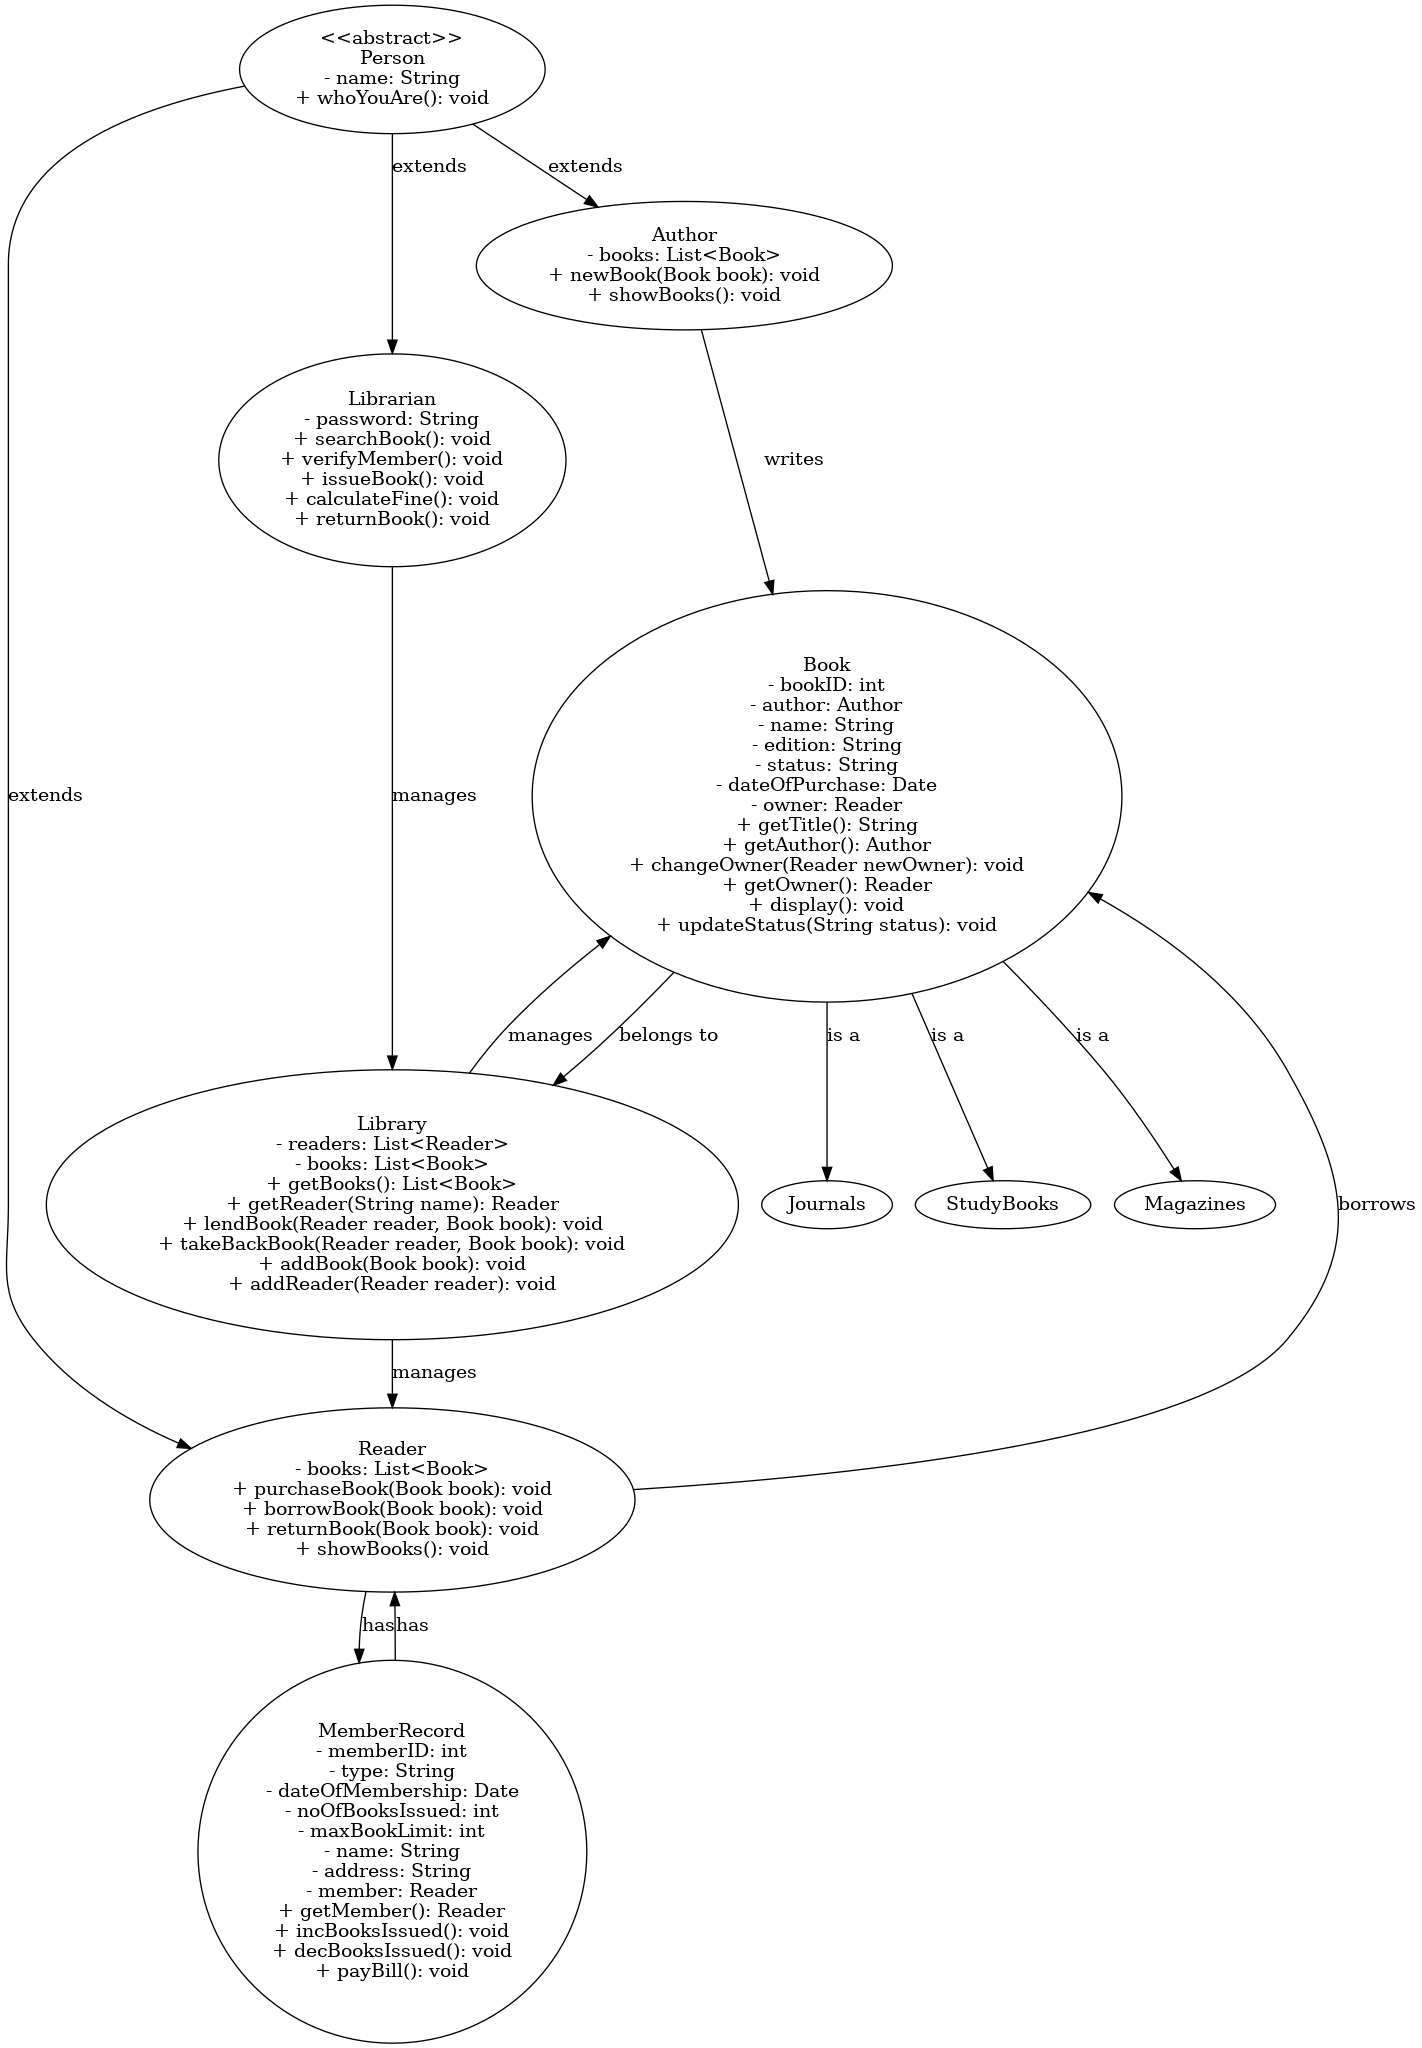 <<abstract>>
Person
- name: String
+ whoYouAre(): void
extends
extends
Author
- books: List<Book>
+ newBook(Book book): void
+ showBooks(): void
Librarian
- password: String
+ searchBook(): void
+ verifyMember(): void
+ issueBook(): void
+ calculateFine(): void
+ returnBook(): void
writes
Book
- bookID: int
- author: Author
- name: String
- edition: String
- status: String
- dateOfPurchase: Date
- owner: Reader
+ getTitle(): String
+ getAuthor(): Author
+ changeOwner(Reader newOwner): void
+ getOwner(): Reader
+ display(): void
+ updateStatus(String status): void
extends
manages
manages
belongs to
is a
is a
is a
Library
- readers: List<Reader>
- books: List<Book>
+ getBooks(): List<Book>
+ getReader(String name): Reader
+ lendBook(Reader reader, Book book): void
+ takeBackBook(Reader reader, Book book): void
+ addBook(Book book): void
+ addReader(Reader reader): void
Journals
StudyBooks
Magazines
borrows
manages
Reader
- books: List<Book>
+ purchaseBook(Book book): void
+ borrowBook(Book book): void
+ returnBook(Book book): void
+ showBooks(): void
has
has
MemberRecord
- memberID: int
- type: String
- dateOfMembership: Date
- noOfBooksIssued: int
- maxBookLimit: int
- name: String
- address: String
- member: Reader
+ getMember(): Reader
+ incBooksIssued(): void
+ decBooksIssued(): void
+ payBill(): void